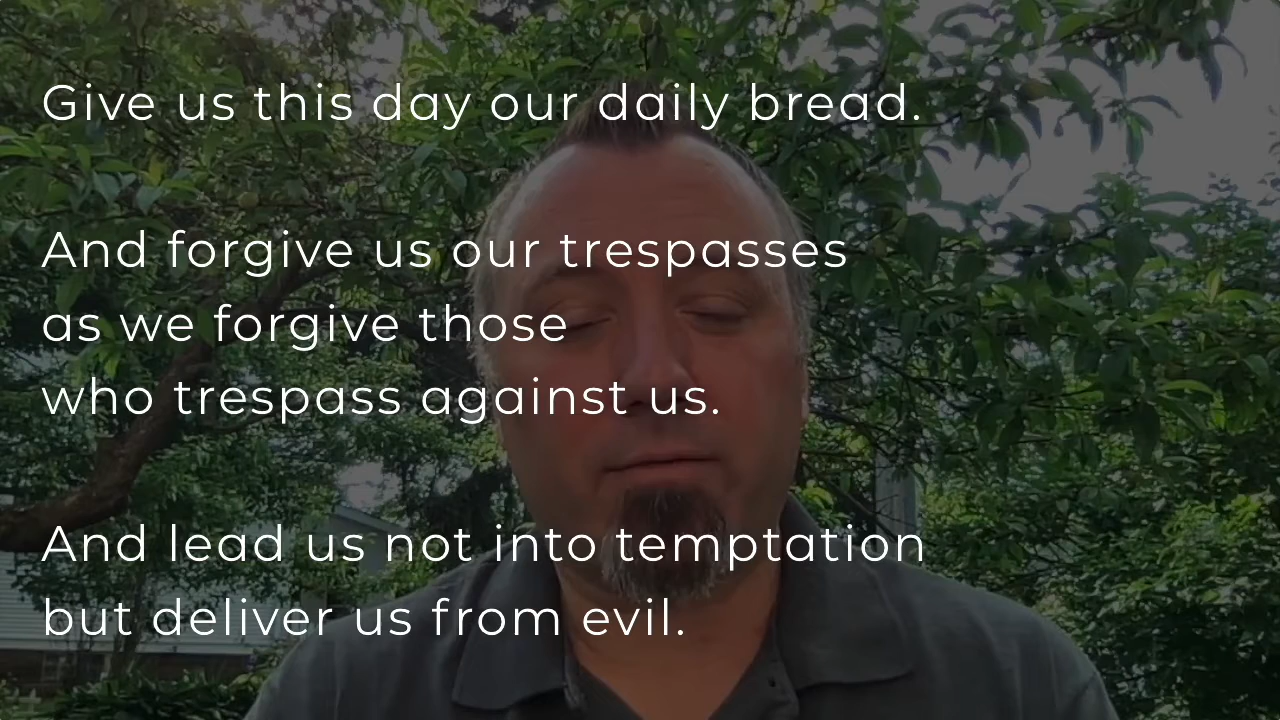 Give us this day our daily bread.
And forgive us our trespasses
as we forgive those
who trespass against us.
And lead us not into temptation
but deliver us from evil.